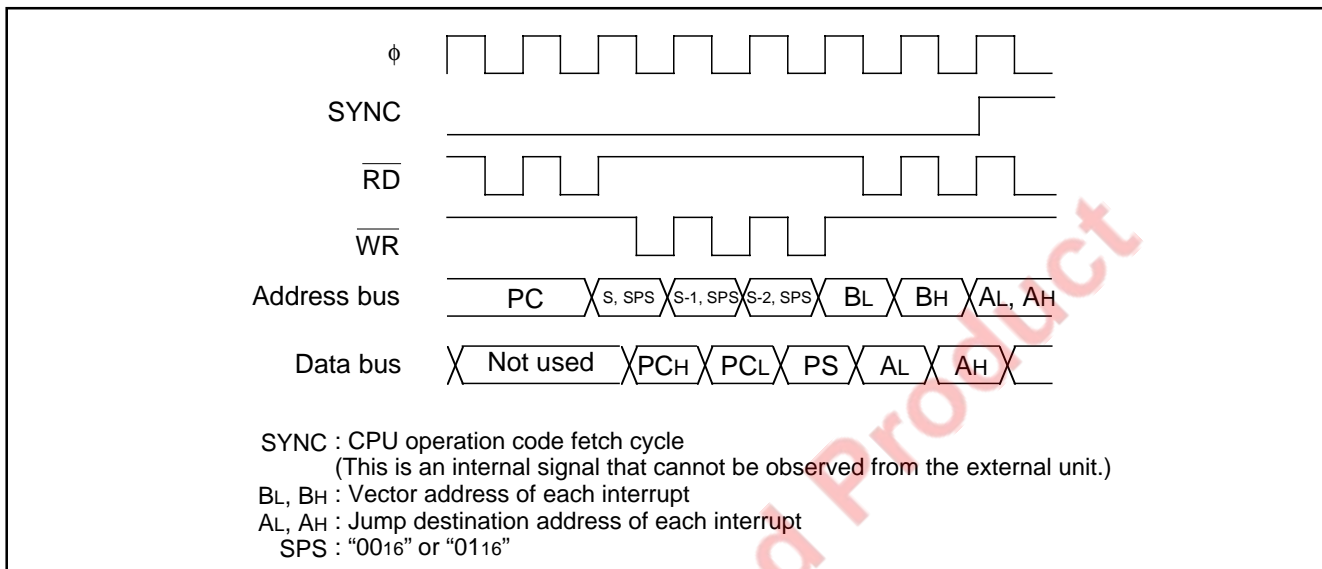 φ
SYNC
RD
WR
Address bus PC S, SPS S-1, SPS S-2, SPS BL BH AL, AH
Data bus Not used PCH PCL PS AL AH
SYNC : CPU operation code fetch cycle
(This is an internal signal that cannot be observed from the external unit.)
BL, BH : Vector address of each interrupt
AL, AH : Jump destination address of each interrupt
SPS : “0016” or “0116”
d Product